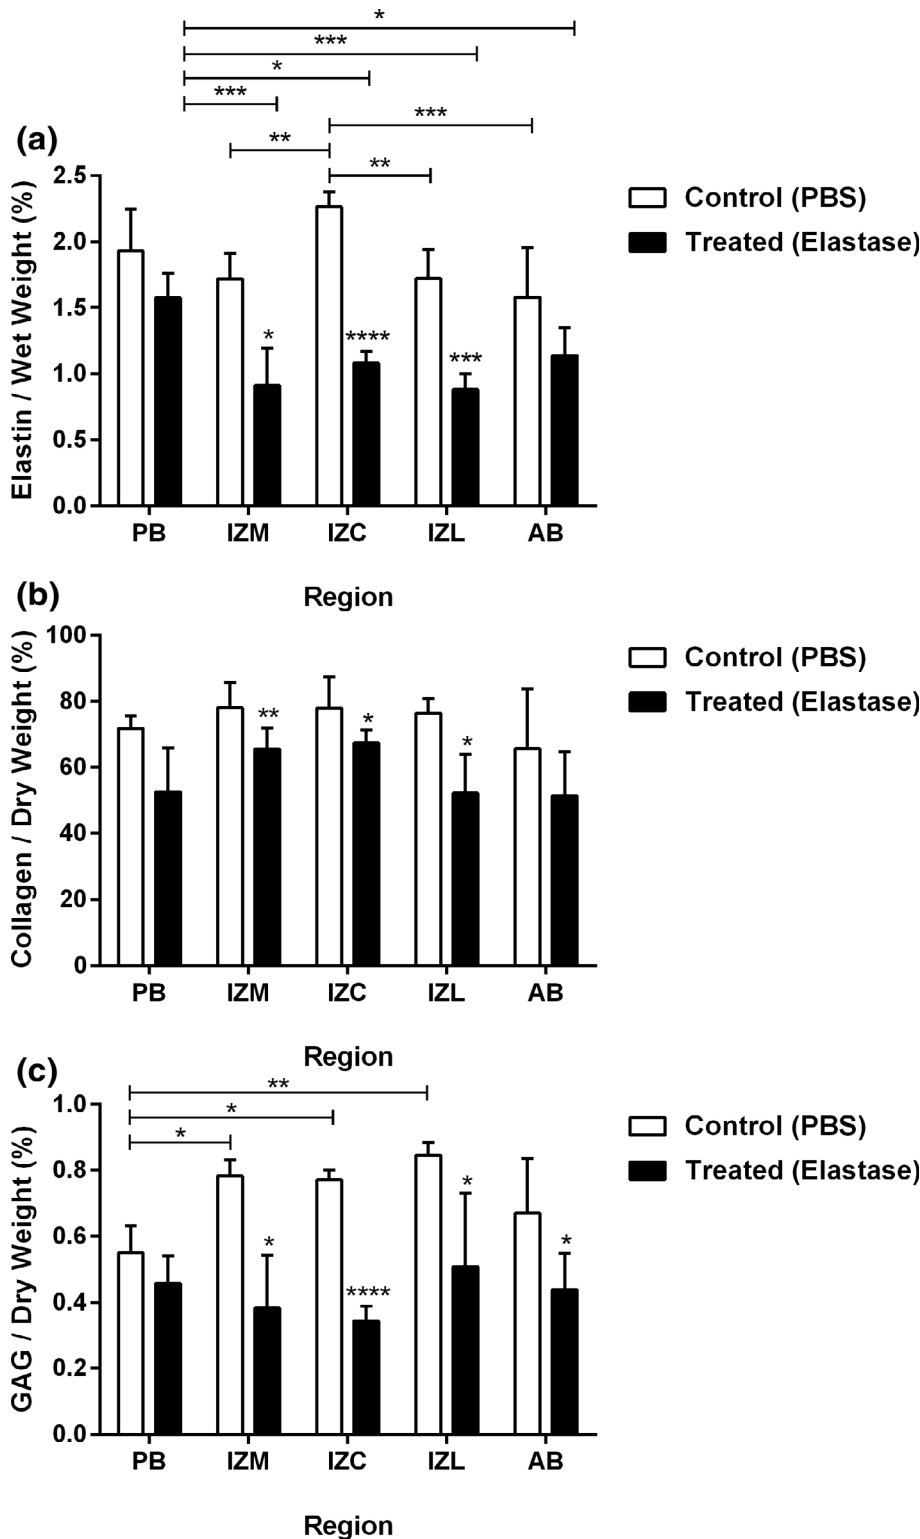 *
***
*
***
***
(a)
**
**
Elastin / Wet Weight (%)
2.5
2.0
1.5
1.0
0.5
0.0
*
****
***
PB IZM IZC IZL AB
Region
Control (PBS)
Treated (Elastase)
(b)
Collagen / Dry Weight (%)
100
80
60
40
20
0
**
*
*
PB IZM IZC IZL AB
Region
Control (PBS)
Treated (Elastase)
(c)
**
*
*
GAG / Dry Weight (%)
1.0
0.8
0.6
0.4
0.2
0.0
*
****
*
*
PB IZM IZC IZL AB
Region
Control (PBS)
Treated (Elastase)